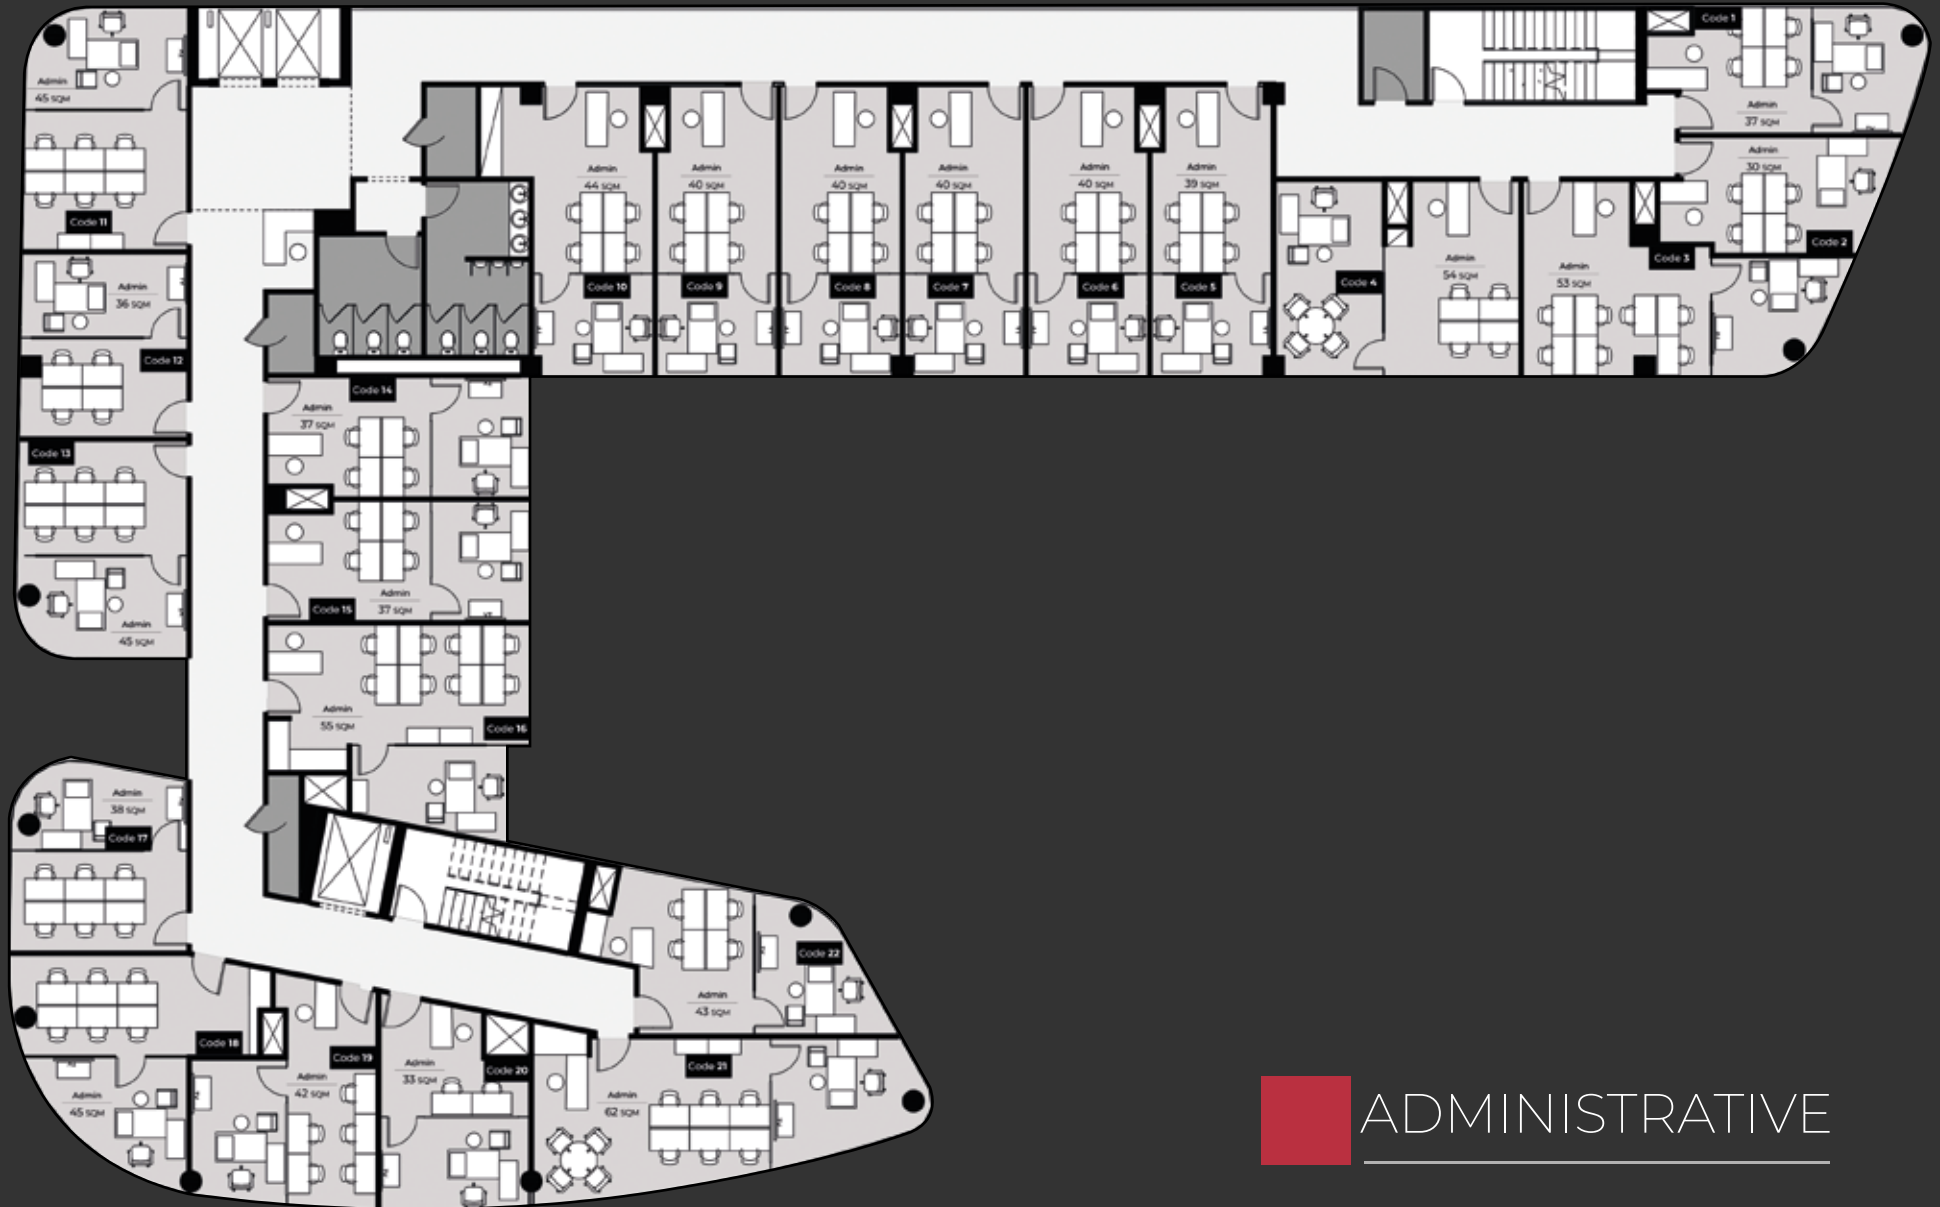 Code 1
Admin
37 SQM
Admin
30 SQM
Code 2
Code 3
Admin
53 SQM
Admin
54 SQM
Code 4
Admin
39 SQM
Code 5
Admin
40 SQM
Code 6
Admin
40 SQM
Code 7
Admin
40 SQM
Code 8
Admin
40 SQM
Code 9
Admin
44 SQM
Code 10
Admin
45 SQM
Code 11
Admin
36 SQM
Code 12
Code 13
Admin
45 SQM
Code 14
Admin
37 SQM
Code 15
Admin
37 SQM
Admin
55 SQM
Code 16
Admin
38 SQM
Code 17
Code 18
Admin
45 SQM
Code 19
Admin
42 SQM
Admin
33 SQM
Code 20
Code 21
Admin
62 SQM
Code 22
Admin
43 SQM
ADMINISTRATIVE